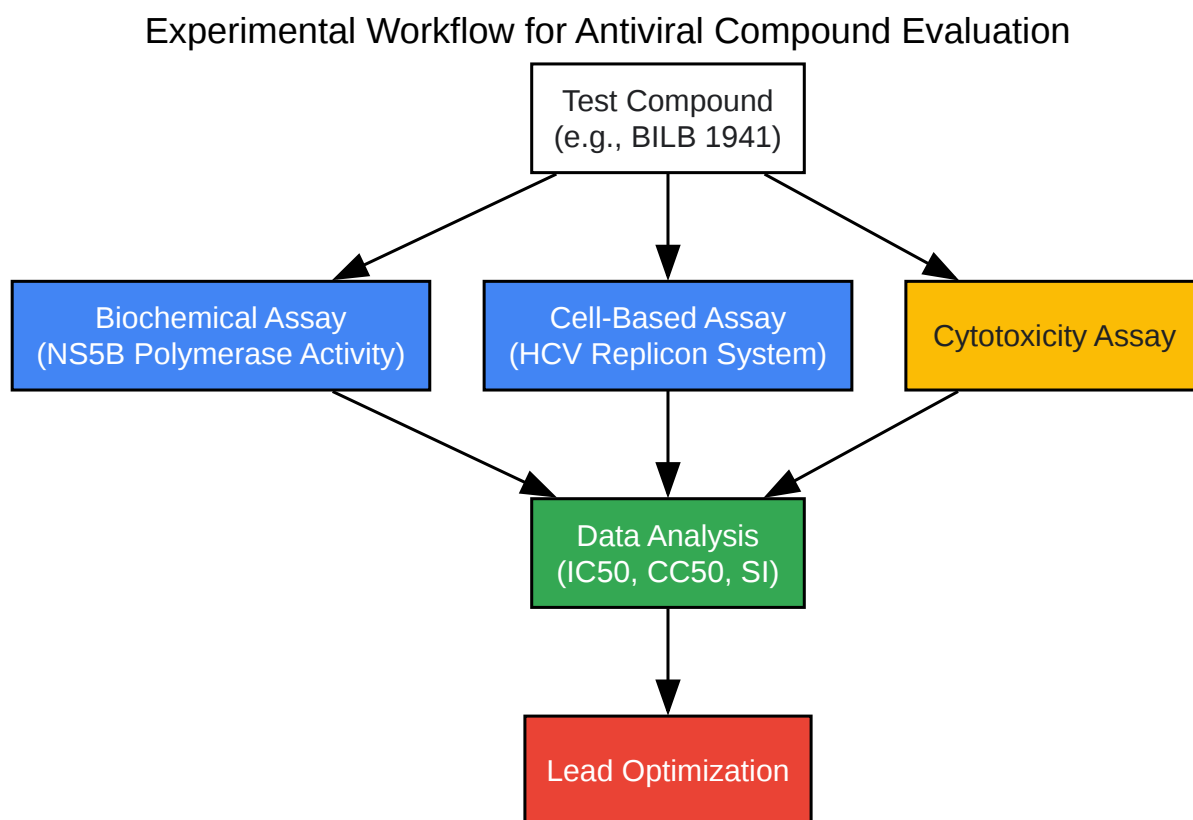 Experimental Workflow for Antiviral Compound Evaluation
Test Compound
(e.g., BILB 1941)
Biochemical Assay
(NS5B Polymerase Activity)
Cell-Based Assay
(HCV Replicon System)
Cytotoxicity Assay
Data Analysis
(IC50, CC50, SI)
Lead Optimization